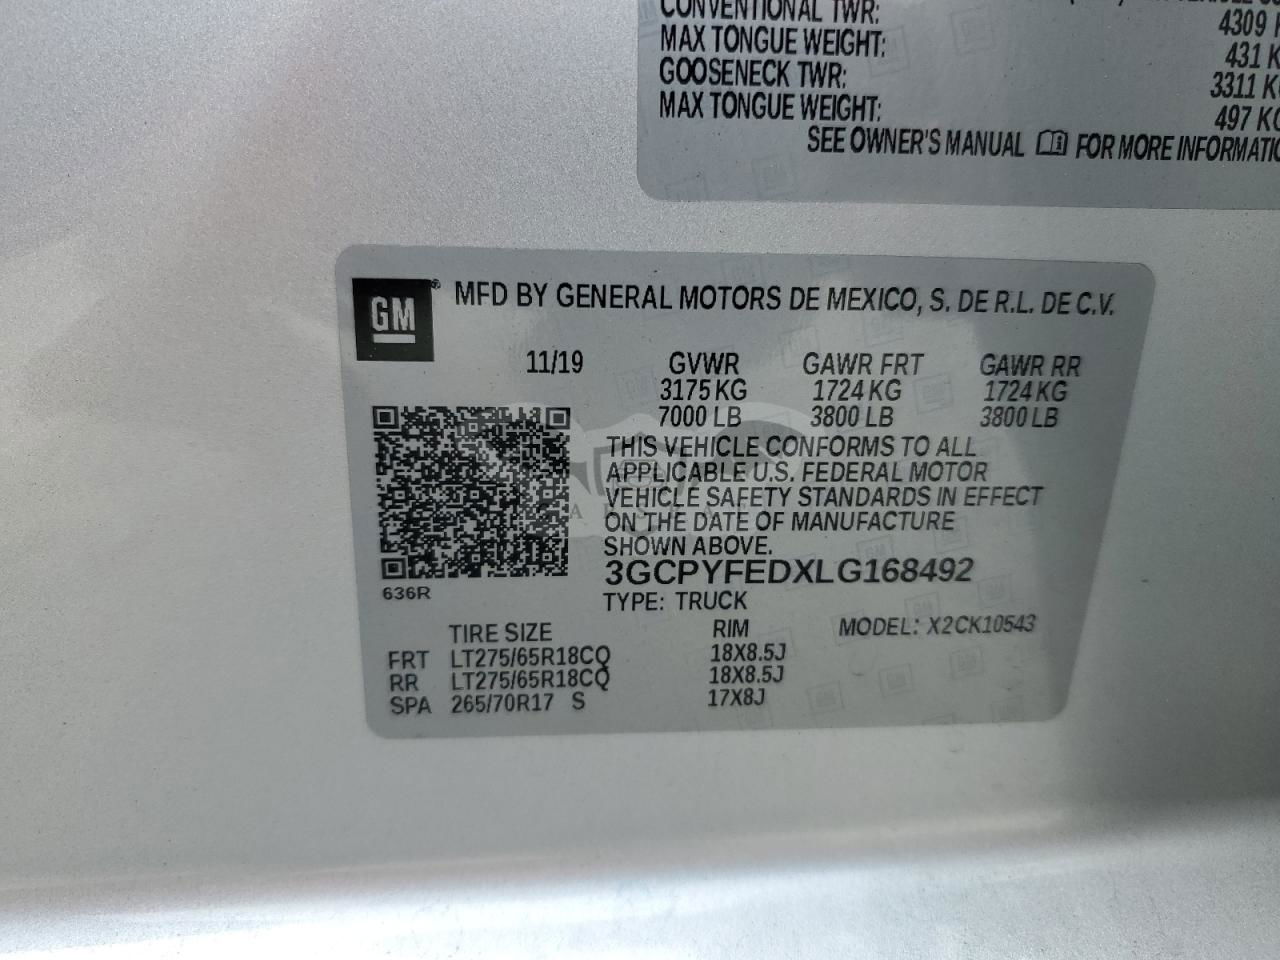 CONVENTIONAL TWR: 4309
MAX TONGUE WEIGHT: 431 K
GOOSENECK TWR: 3311 KG
MAX TONGUE WEIGHT: 497 KG
SEE OWNER'S MANUAL FOR MORE INFORMATIO
GM® MFD BY GENERAL MOTORS DE MEXICO, S. DE R.L. DE C.V.
11/19 GVWR GAWR FRT GAWR RR
3175 KG 1724 KG 1724 KG
7000 LB 3800 LB 3800 LB
THIS VEHICLE CONFORMS TO ALL
APPLICABLE U.S. FEDERAL MOTOR
VEHICLE SAFETY STANDARDS IN EFFECT
ON THE DATE OF MANUFACTURE
SHOWN ABOVE.
3GCPYFEDXLG168492
636R
TYPE: TRUCK
TIRE SIZE RIM MODEL: X2CK10543
FRT LT275/65R18CQ 18X8.5J
RR LT275/65R18CQ 18X8.5J
SPA 265/70R17 S 17X8J